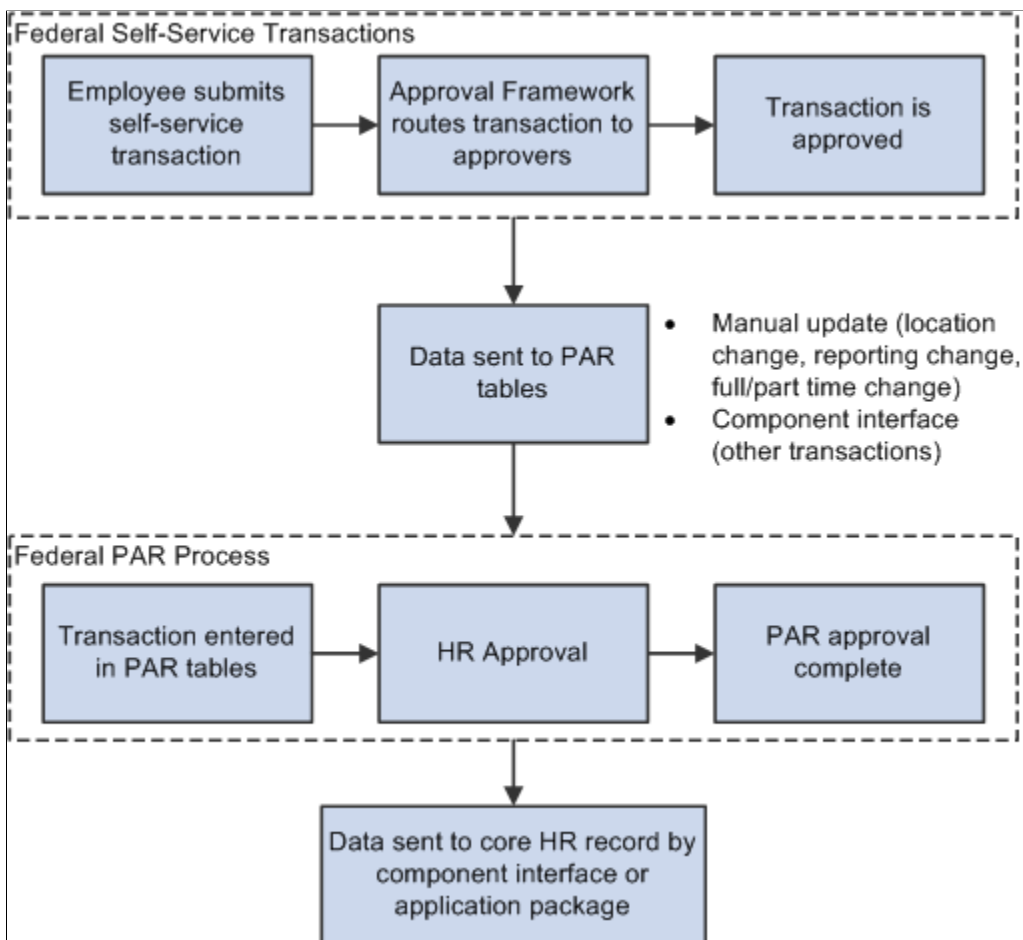 Federal Self-Service Transactions
Employee submits
self-service
transaction
Approval Framework
routes transaction to
approvers
Transaction is
approved
Data sent to PAR
tables
• Manual update (location
change, reporting change,
full/part time change)
• Component interface
(other transactions)
Federal PAR Process
Transaction entered
in PAR tables
HR Approval
PAR approval
complete
Data sent to core HR record by
component interface or
application package